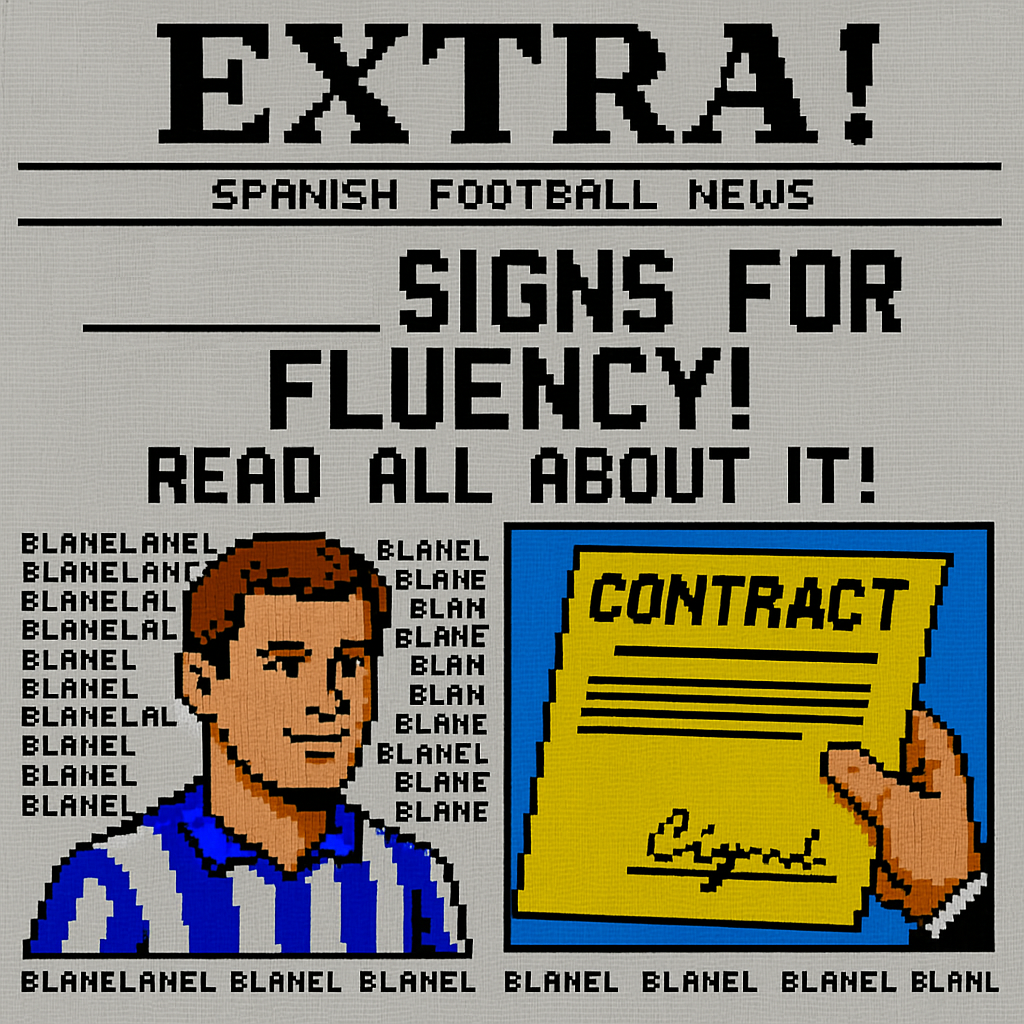 EXTRA!
SPANISH FOOTBALL NEWS
________ SIGNS FOR
FLUENCY!
READ ALL ABOUT IT!
BLANELANEL
BLANELANE
BLANELAL
BLANELAL
BLANEL
BLANEL
BLANELAL
BLANEL
BLANEL
BLANEL
BLANEL
BLANE
BLAN
BLANE
BLAN
BLAN
BLANE
BLANEL
BLANE
BLANE
CONTRACT
BLANELANEL BLANEL BLANEL
BLANEL BLANEL BLANEL BLANL